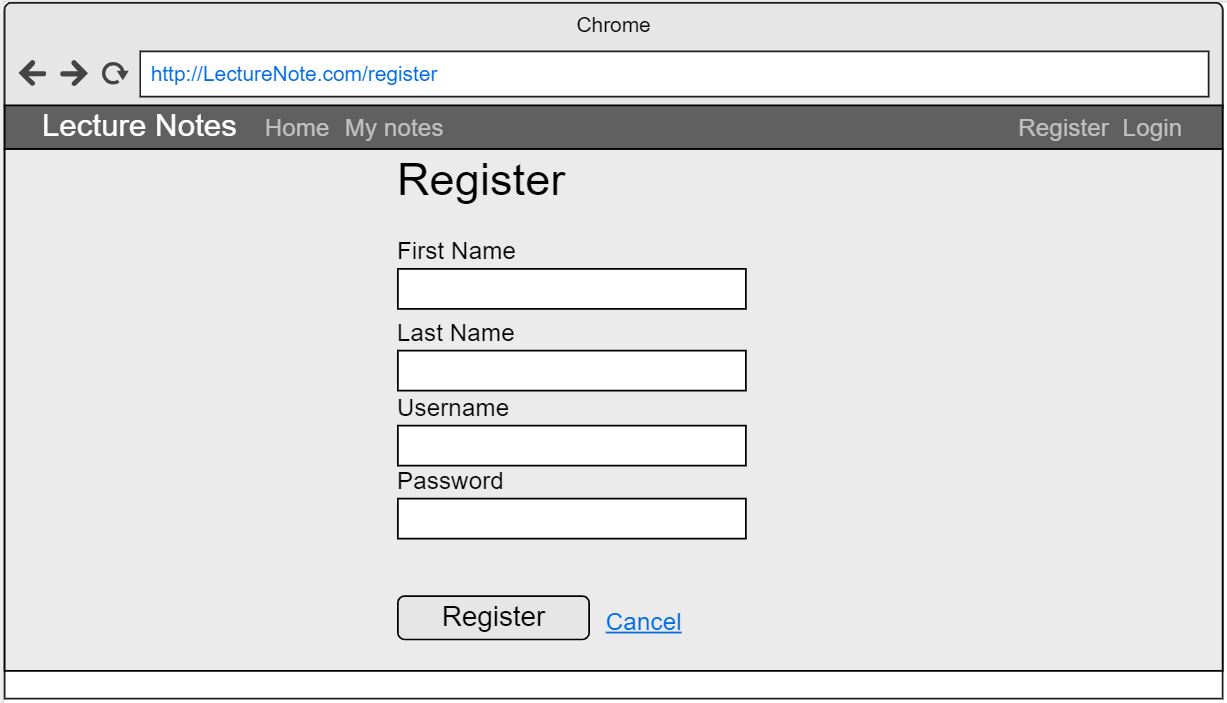 Chrome
http://LectureNote.com/register
Lecture Notes Home My notes Register Login
Register
First Name
Last Name
Username
Password
Register Cancel